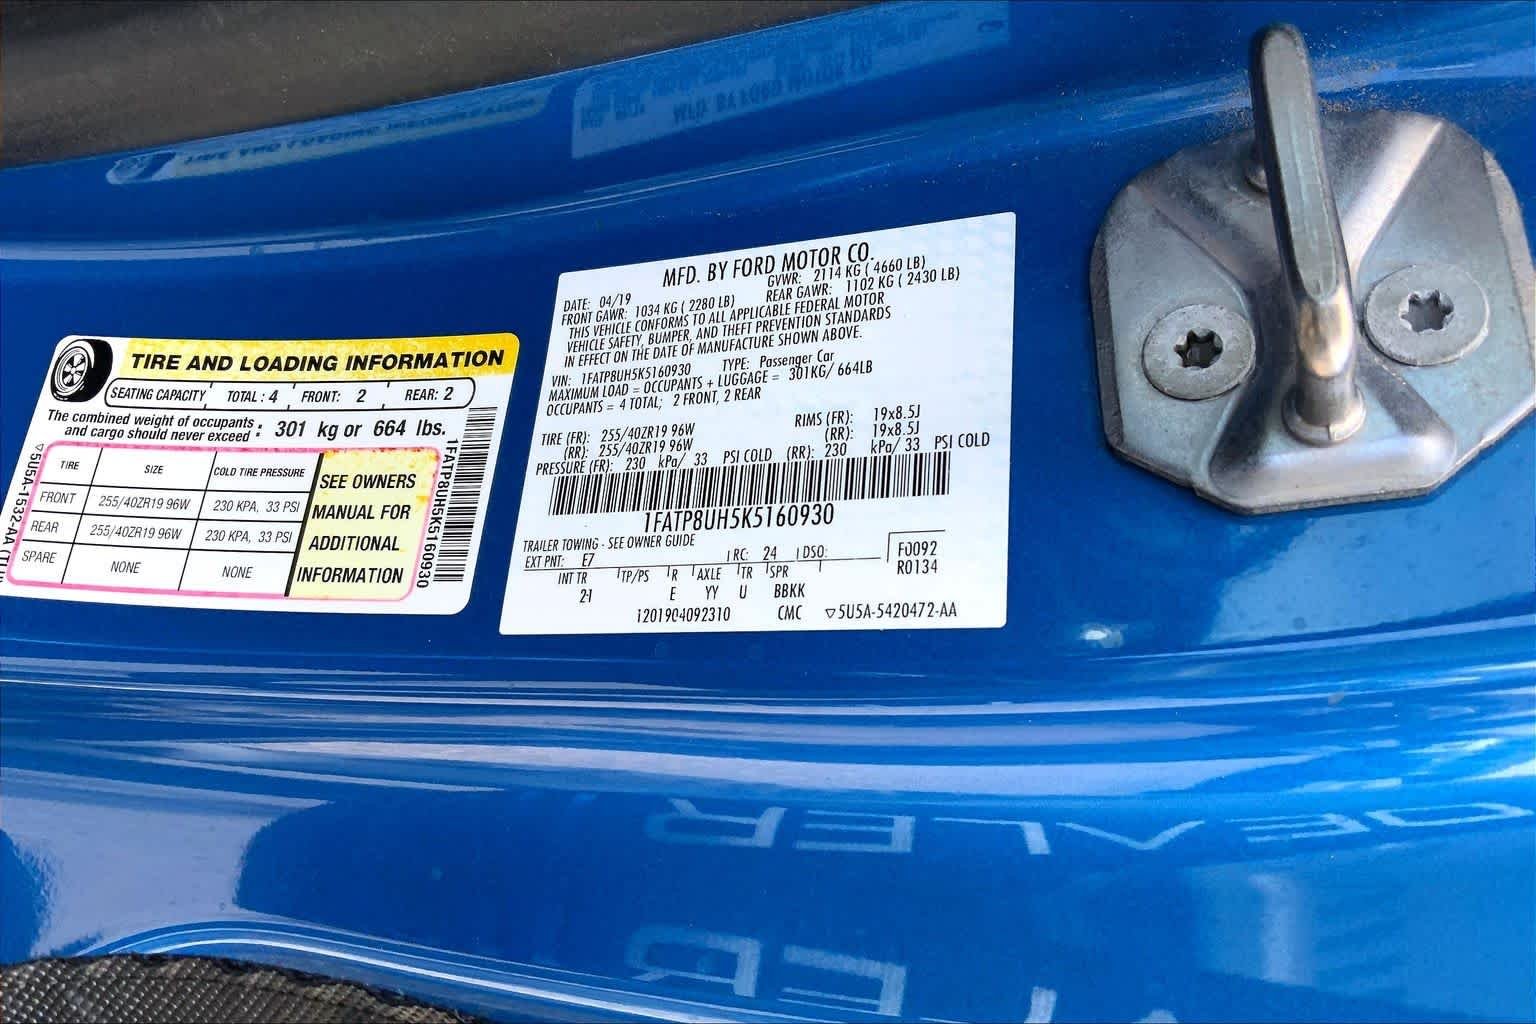 TIRE AND LOADING INFORMATION
SEATING CAPACITY TOTAL : 4 FRONT: 2 REAR: 2
The combined weight of occupants and cargo should never exceed : 301 kg or 664 lbs.
TIRE SIZE COLD TIRE PRESSURE
FRONT 255/40ZR19 96W 230 KPA, 33 PSI
REAR 255/40ZR19 96W 230 KPA, 33 PSI
SPARE NONE NONE
SEE OWNERS
MANUAL FOR
ADDITIONAL
INFORMATION
5U5A-1532-AA
1FATP8UH5K5160930
MFD. BY FORD MOTOR CO.
DATE: 04/19 GVWR: 2114 KG ( 4660 LB)
FRONT GAWR: 1034 KG ( 2280 LB) REAR GAWR: 1102 KG ( 2430 LB)
THIS VEHICLE CONFORMS TO ALL APPLICABLE FEDERAL MOTOR
VEHICLE SAFETY, BUMPER, AND THEFT PREVENTION STANDARDS
IN EFFECT ON THE DATE OF MANUFACTURE SHOWN ABOVE.
VIN: 1FATP8UH5K5160930 TYPE: Passenger Car
MAXIMUM LOAD = OCCUPANTS + LUGGAGE = 301KG/ 664LB
OCCUPANTS = 4 TOTAL; 2 FRONT, 2 REAR
TIRE (FR): 255/40ZR19 96W RIMS (FR): 19x8.5J
(RR): 255/40ZR19 96W (RR): 19x8.5J
PRESSURE (FR): 230 kPa/ 33 PSI COLD (RR): 230 kPa/ 33 PSI COLD
1FATP8UH5K5160930
TRAILER TOWING - SEE OWNER GUIDE
EXT PNT: E7 RC: 24 DSO: F0092
R0134
INT TR TP/PS R AXLE TR SPR
21 E YY U BBKK
1201904092310 CMC 5U5A-5420472-AA
DEALER